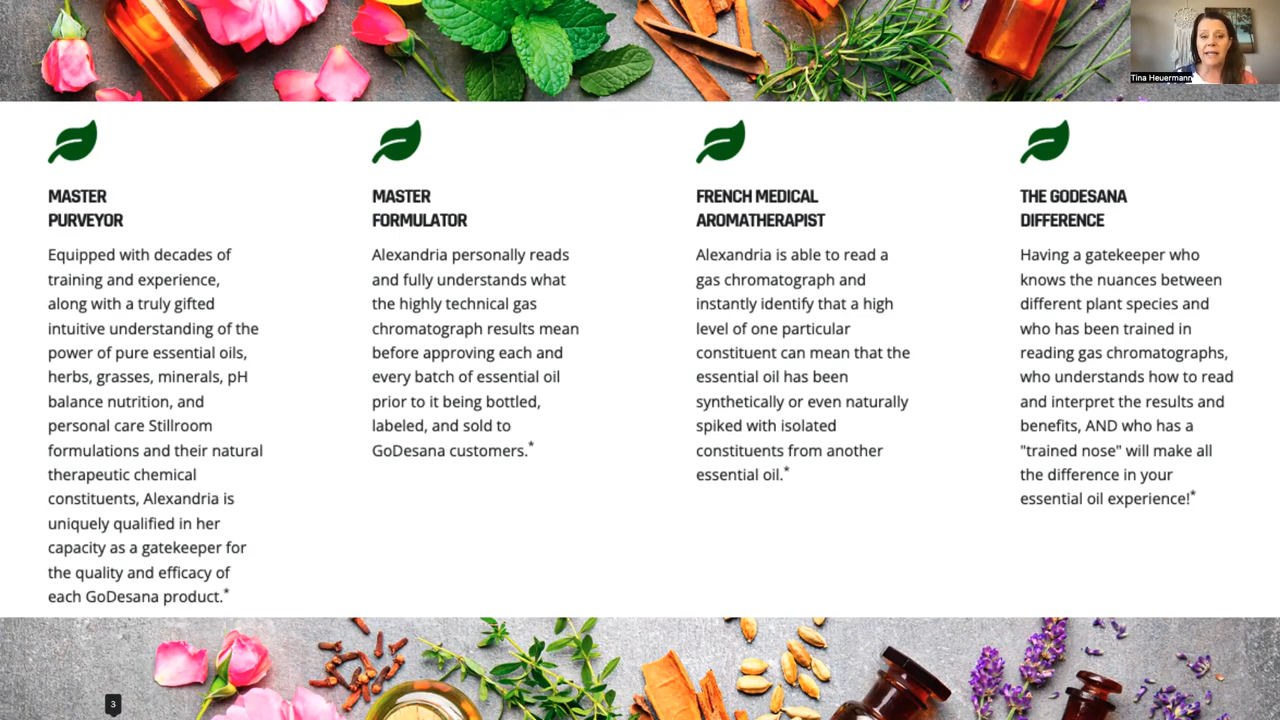 Tina Heuermann
MASTER
PURVEYOR
Equipped with decades of
training and experience,
along with a truly gifted
intuitive understanding of the
power of pure essential oils,
herbs, grasses, minerals, pH
balance nutrition, and
personal care Stillroom
formulations and their natural
therapeutic chemical
constituents, Alexandria is
uniquely qualified in her
capacity as a gatekeeper for
the quality and efficacy of
each GoDesana product.*
MASTER
FORMULATOR
Alexandria personally reads
and fully understands what
the highly technical gas
chromatograph results mean
before approving each and
every batch of essential oil
prior to it being bottled,
labeled, and sold to
GoDesana customers.*
FRENCH MEDICAL
AROMATHERAPIST
Alexandria is able to read a
gas chromatograph and
instantly identify that a high
level of one particular
constituent can mean that the
essential oil has been
synthetically or even naturally
spiked with isolated
constituents from another
essential oil.*
THE GODESANA
DIFFERENCE
Having a gatekeeper who
knows the nuances between
different plant species and
who has been trained in
reading gas chromatographs,
who understands how to read
and interpret the results and
benefits, AND who has a
"trained nose" will make all
the difference in your
essential oil experience!*
3